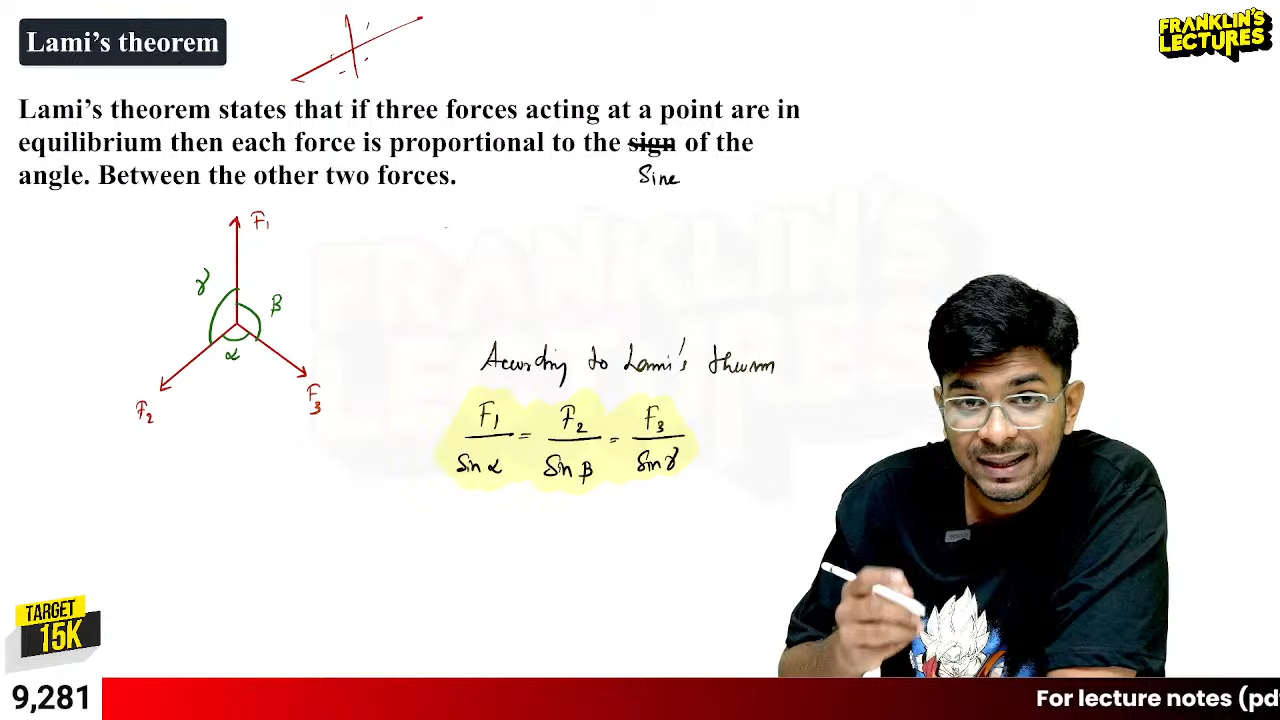 Lami's theorem
FRANKLIN'S
LECTURES
Lami's theorem states that if three forces acting at a point are in
equilibrium then each force is proportional to the sign of the
Sine
angle. Between the other two forces.
F₁
γ
β
α
F₂
F₃
FRANKLIN'S
LECTURES
According to Lami's theorem
F₁/Sin α = F₂/Sin β = F₃/Sin γ
TARGET
15K
9,281
For lecture notes (pd